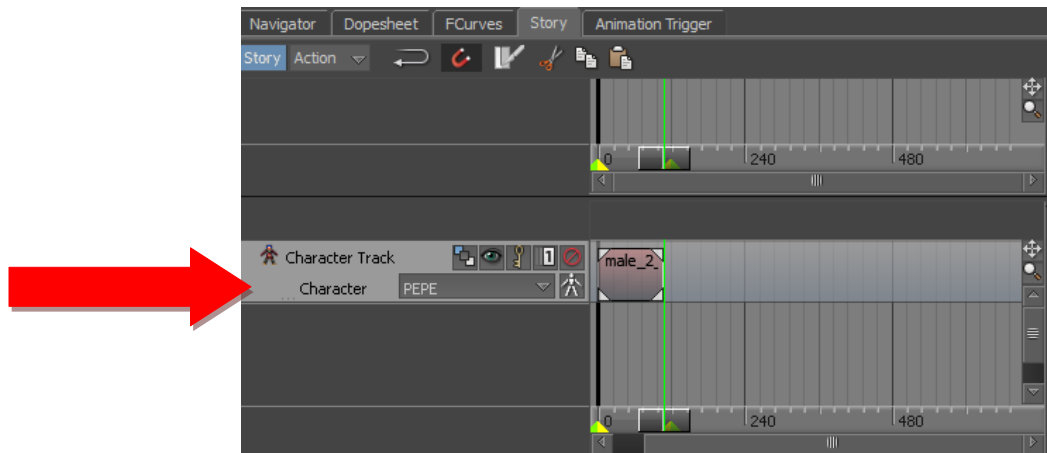 Navigator Dopesheet FCurves Story Animation Trigger
Story Action
0 240 480
Character Track 1 male_2_
Character PEPE
0 240 480